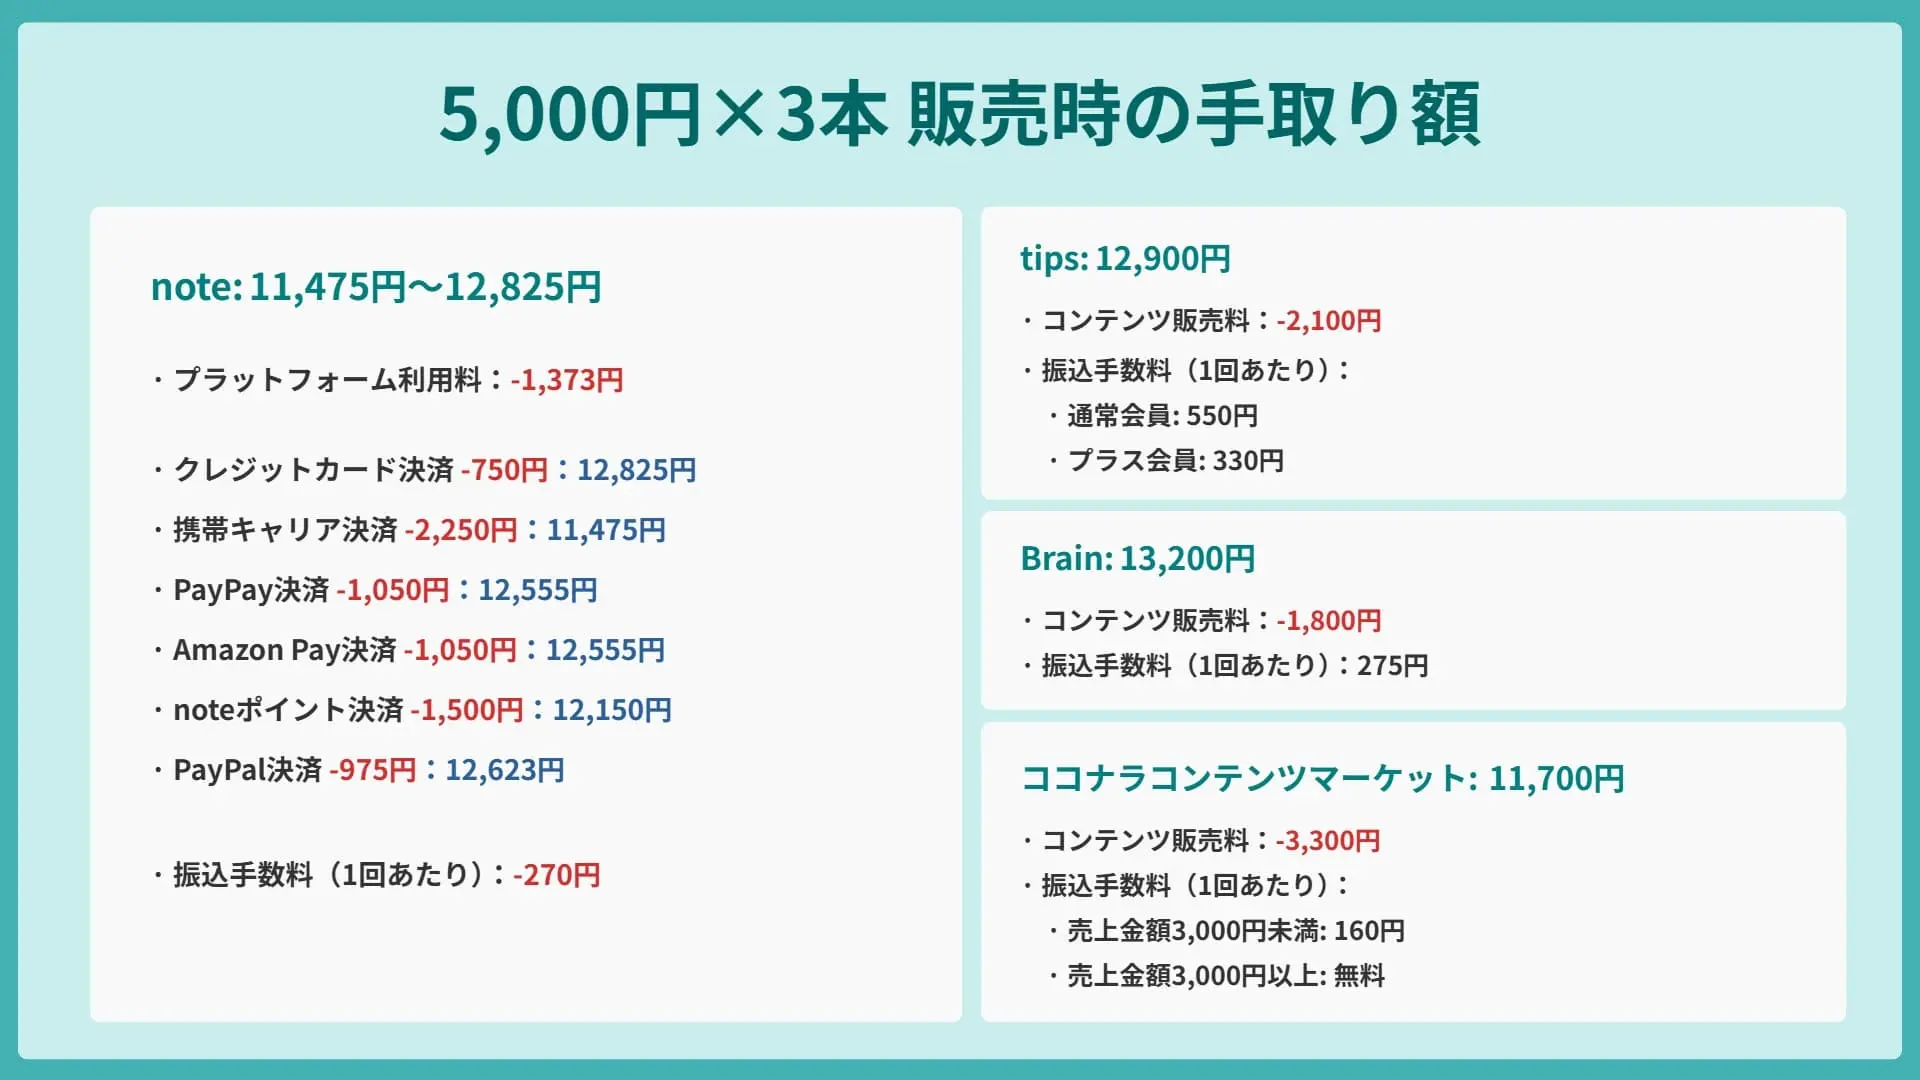 5,000円×3本 販売時の手取り額
note: 11,475円〜12,825円
・プラットフォーム利用料：-1,373円
・クレジットカード決済 -750円：12,825円
・携帯キャリア決済 -2,250円：11,475円
・PayPay決済 -1,050円：12,555円
・Amazon Pay決済 -1,050円：12,555円
・noteポイント決済 -1,500円：12,150円
・PayPal決済 -975円：12,623円
・振込手数料（1回あたり）：-270円
tips: 12,900円
・コンテンツ販売料：-2,100円
・振込手数料（1回あたり）：
・通常会員: 550円
・プラス会員: 330円
Brain: 13,200円
・コンテンツ販売料：-1,800円
・振込手数料（1回あたり）：275円
ココナラコンテンツマーケット: 11,700円
・コンテンツ販売料：-3,300円
・振込手数料（1回あたり）：
・売上金額3,000円未満: 160円
・売上金額3,000円以上: 無料